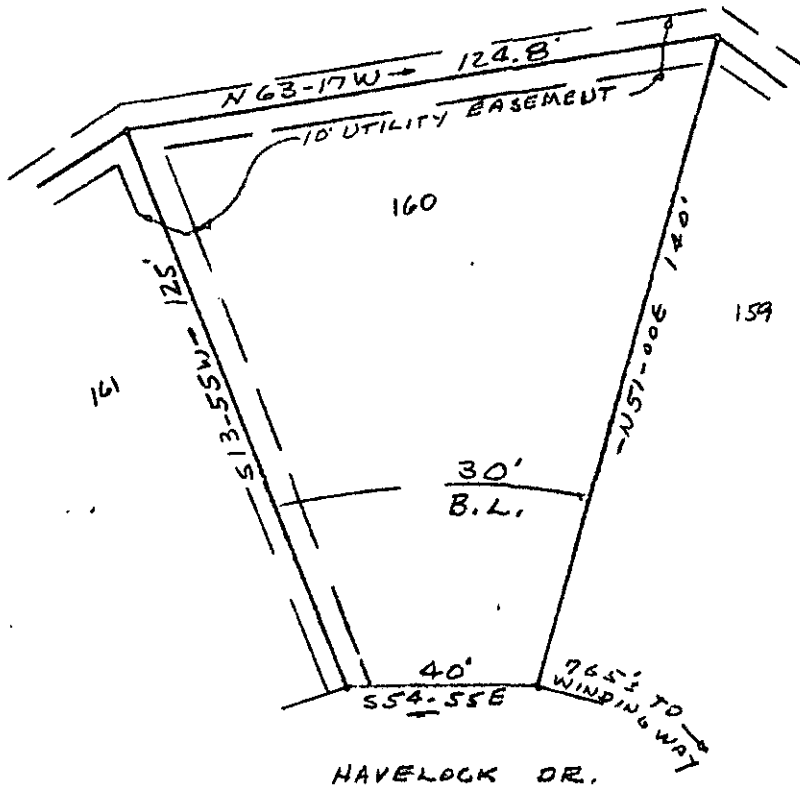 N 63-17W → 124.8'
10' UTILITY EASEMENT
160
S13-55W- 125'
-N51-00E 140'
159
161
30'
B.L.
40'
S54-55E
765'± TO
WINDING WAY
HAVELOCK DR.